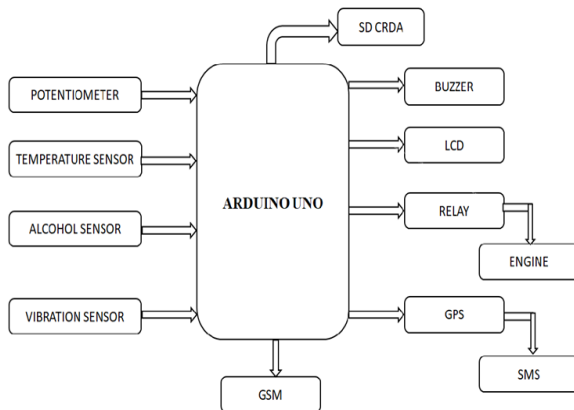 SD CRDA
POTENTIOMETER
BUZZER
TEMPERATURE SENSOR
LCD
ARDUINO UNO
ALCOHOL SENSOR
RELAY
ENGINE
VIBRATION SENSOR
GPS
SMS
GSM